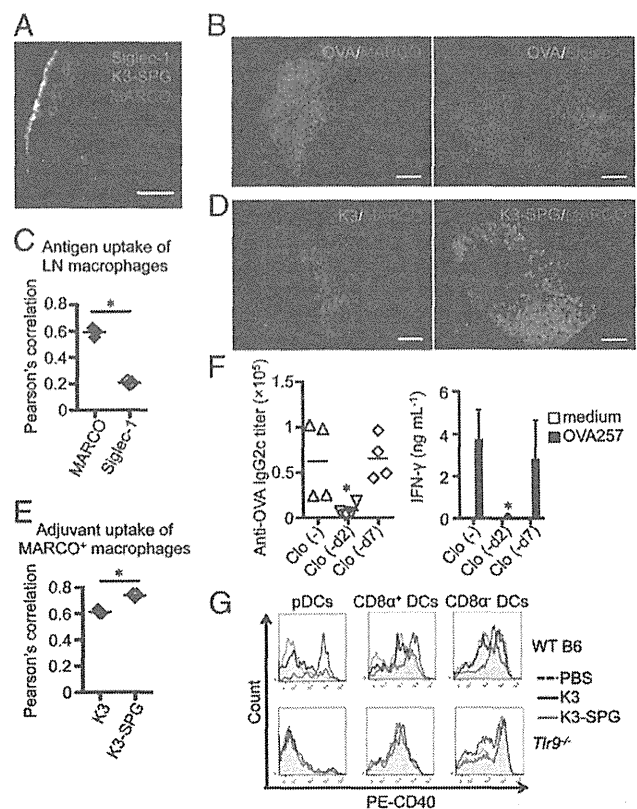 A
Siglec-1
K3-SPG
MARCO
B
OVA/MARCO
OVA/Siglec-1
C
Antigen uptake of
LN macrophages
Pearson's correlation
0.8
0.6
0.4
0.2
0
*
MARCO
Siglec-1
D
K3/
K3-SPG/MARCO
E
Adjuvant uptake of
MARCO+ macrophages
Pearson's correlation
0.8
0.6
0.4
0.2
0
*
K3
K3-SPG
F
Anti-OVA IgG2c titer (×10⁵)
1.5
1
0.5
0
*
Clo (-)
Clo (-d2)
Clo (-d7)
IFN-γ (ng mL⁻¹)
6
4
2
0
*
medium
OVA257
Clo (-)
Clo (-d2)
Clo (-d7)
G
pDCs
CD8α⁺ DCs
CD8α⁻ DCs
WT B6
PBS
K3
K3-SPG
Tlr9⁻/⁻
Count
PE-CD40